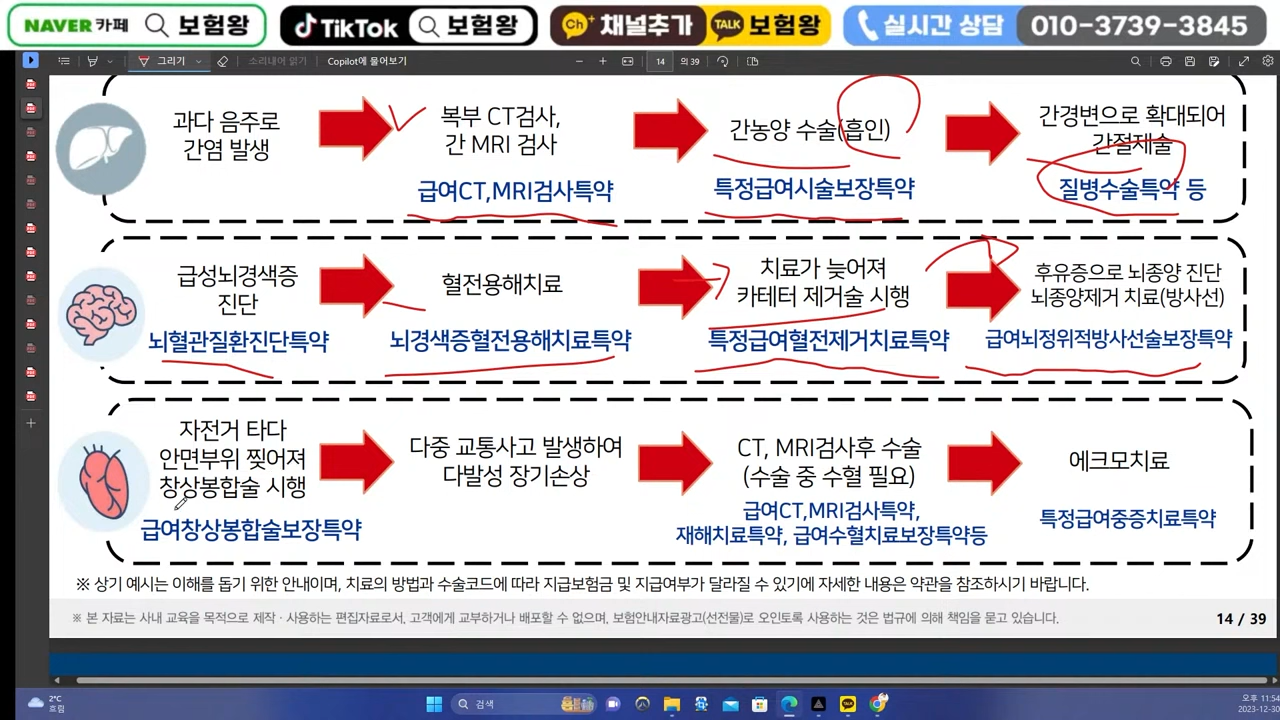 NAVER 카페 보험왕
TikTok 보험왕
Ch+ 채널추가 TALK 보험왕
실시간 상담 010-3739-3845
그리기
소리내어 읽기
Copilot에 물어보기
14 의 39
과다 음주로
간염 발생
복부 CT검사,
간 MRI 검사
급여CT,MRI검사특약
간농양 수술(흡인)
특정급여시술보장특약
간경변으로 확대되어
간절제술
질병수술특약 등
급성뇌경색증
진단
뇌혈관질환진단특약
혈전용해치료
뇌경색증혈전용해치료특약
치료가 늦어져
카테터 제거술 시행
특정급여혈전제거치료특약
후유증으로 뇌종양 진단
뇌종양제거 치료(방사선)
급여뇌정위적방사선술보장특약
자전거 타다
안면부위 찢어져
창상봉합술 시행
급여창상봉합술보장특약
다중 교통사고 발생하여
다발성 장기손상
CT, MRI검사후 수술
(수술 중 수혈 필요)
급여CT,MRI검사특약,
재해치료특약, 급여수혈치료보장특약등
에크모치료
특정급여중증치료특약
※ 상기 예시는 이해를 돕기 위한 안내이며, 치료의 방법과 수술코드에 따라 지급보험금 및 지급여부가 달라질 수 있기에 자세한 내용은 약관을 참조하시기 바랍니다.
※ 본 자료는 사내 교육을 목적으로 제작 · 사용하는 편집자료로서, 고객에게 교부하거나 배포할 수 없으며, 보험안내자료광고(선전물)로 오인토록 사용하는 것은 법규에 의해 책임을 묻고 있습니다.
14 / 39
2°C
흐림
검색
TALK
오후 11:54
2023-12-30